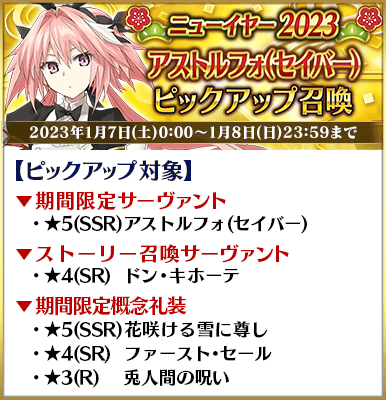 ニューイヤー2023
アストルフォ(セイバー)
ピックアップ召喚
2023年1月7日(土)0:00～1月8日(日)23:59まで
【ピックアップ対象】
▼期間限定サーヴァント
・★5(SSR)アストルフォ(セイバー)
▼ストーリー召喚サーヴァント
・★4(SR) ドン・キホーテ
▼期間限定概念礼装
・★5(SSR)花咲ける雪に尊し
・★4(SR) ファースト・セール
・★3(R) 兎人間の呪い